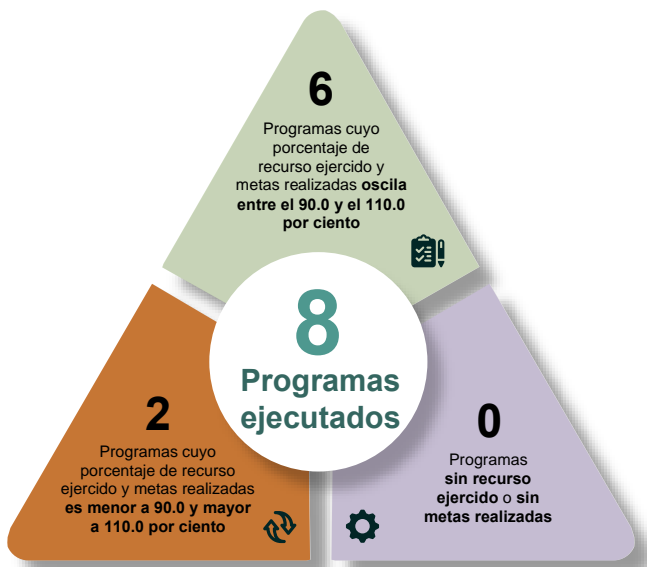 6
Programas cuyo
porcentaje de
recurso ejercido y
metas realizadas oscila
entre el 90.0 y el 110.0
por ciento
8
Programas
ejecutados
2
Programas cuyo
porcentaje de recurso
ejercido y metas realizadas
es menor a 90.0 y mayor
a 110.0 por ciento
0
Programas
sin recurso
ejercido o sin
metas realizadas